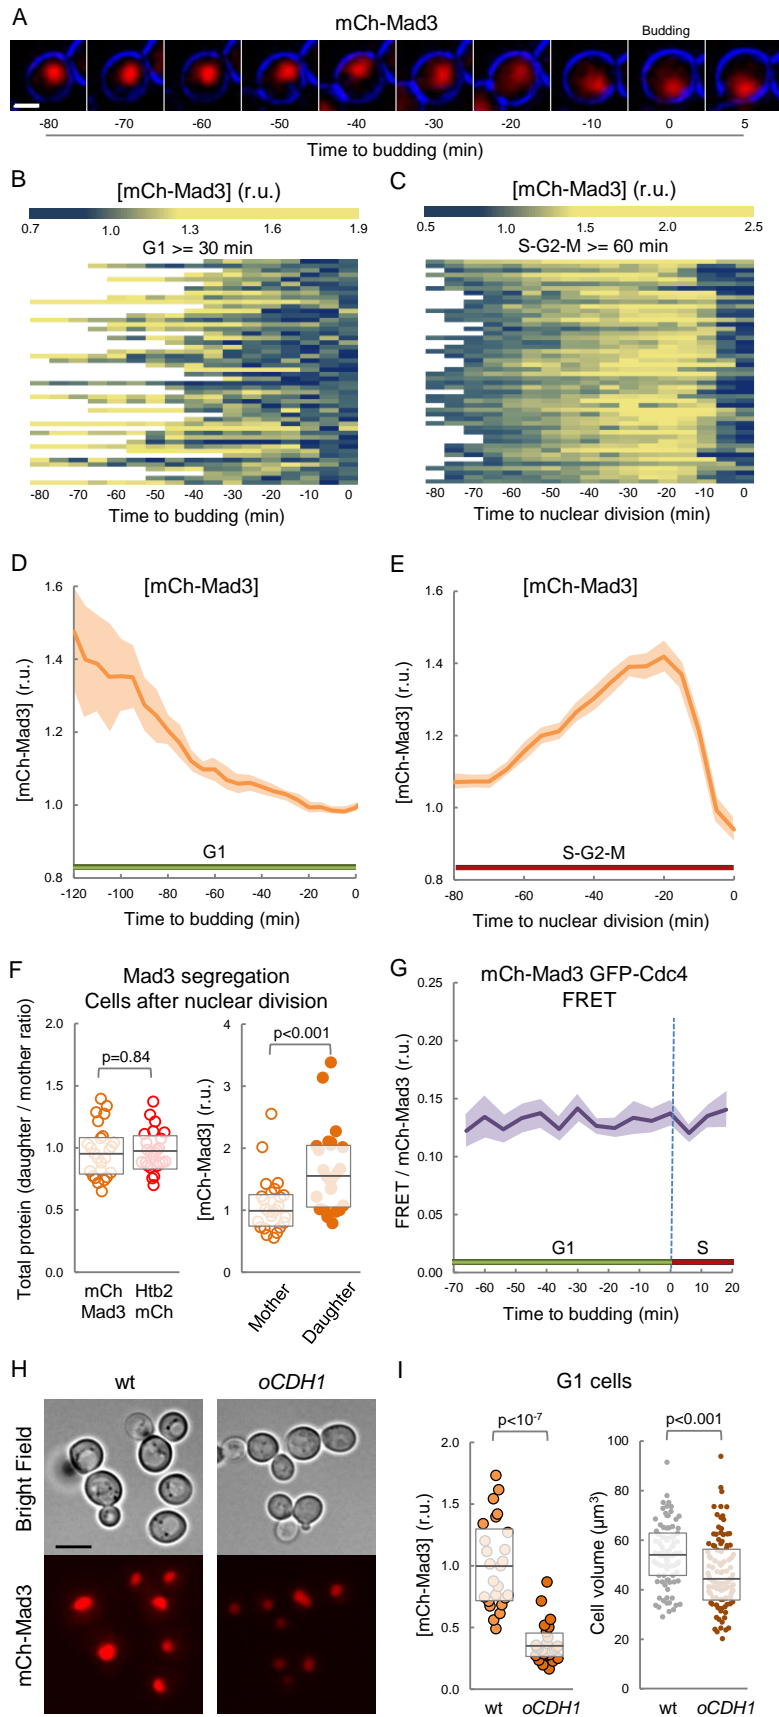 A
mCh-Mad3
Budding
-80 -70 -60 -50 -40 -30 -20 -10 0 5
Time to budding (min)
B
[mCh-Mad3] (r.u.)
0.7 1.0 1.3 1.6 1.9
G1 >= 30 min
-80 -70 -60 -50 -40 -30 -20 -10 0
Time to budding (min)
C
[mCh-Mad3] (r.u.)
0.5 1.0 1.5 2.0 2.5
S-G2-M >= 60 min
-80 -70 -60 -50 -40 -30 -20 -10 0
Time to nuclear division (min)
D
[mCh-Mad3]
[mCh-Mad3] (r.u.)
1.6
1.4
1.2
1.0
0.8
G1
-120 -100 -80 -60 -40 -20 0
Time to budding (min)
E
[mCh-Mad3]
[mCh-Mad3] (r.u.)
1.6
1.4
1.2
1.0
0.8
S-G2-M
-80 -60 -40 -20 0
Time to nuclear division (min)
F
Mad3 segregation
Cells after nuclear division
Total protein (daughter / mother ratio)
2.0
1.5
1.0
0.5
0.0
p=0.84
mCh Mad3
Htb2 mCh
[mCh-Mad3] (r.u.)
4
3
2
1
0
p<0.001
Mother
Daughter
G
mCh-Mad3 GFP-Cdc4
FRET
FRET / mCh-Mad3 (r.u.)
0.25
0.20
0.15
0.10
0.05
0.00
G1
S
-70 -60 -50 -40 -30 -20 -10 0 10 20
Time to budding (min)
H
wt
oCDH1
Bright Field
mCh-Mad3
I
G1 cells
[mCh-Mad3] (r.u.)
2.0
1.5
1.0
0.5
0.0
p<10⁻⁷
wt
oCDH1
Cell volume (µm³)
100
80
60
40
20
0
p<0.001
wt
oCDH1